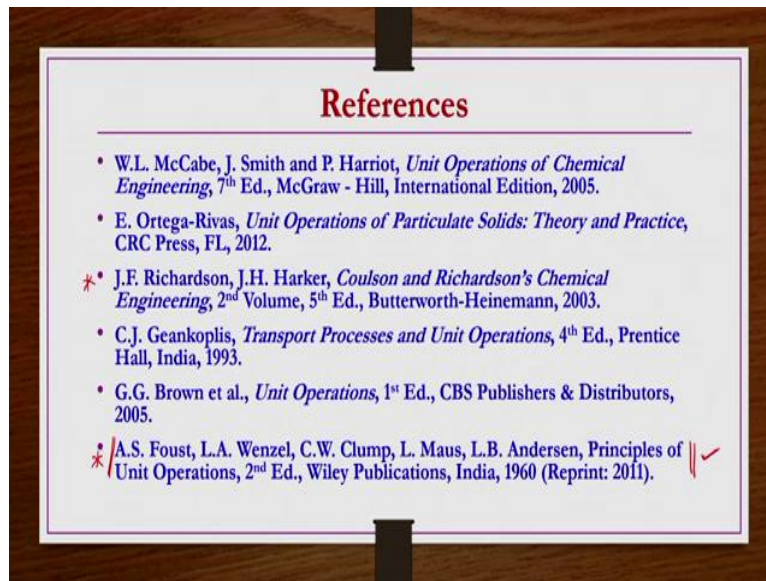 References
• W.L. McCabe, J. Smith and P. Harriot, Unit Operations of Chemical
Engineering, 7th Ed., McGraw - Hill, International Edition, 2005.
• E. Ortega-Rivas, Unit Operations of Particulate Solids: Theory and Practice,
CRC Press, FL, 2012.
* • J.F. Richardson, J.H. Harker, Coulson and Richardson's Chemical
Engineering, 2nd Volume, 5th Ed., Butterworth-Heinemann, 2003.
• C.J. Geankoplis, Transport Processes and Unit Operations, 4th Ed., Prentice
Hall, India, 1993.
• G.G. Brown et al., Unit Operations, 1st Ed., CBS Publishers & Distributors,
2005.
* • A.S. Foust, L.A. Wenzel, C.W. Clump, L. Maus, L.B. Andersen, Principles of
Unit Operations, 2nd Ed., Wiley Publications, India, 1960 (Reprint: 2011).